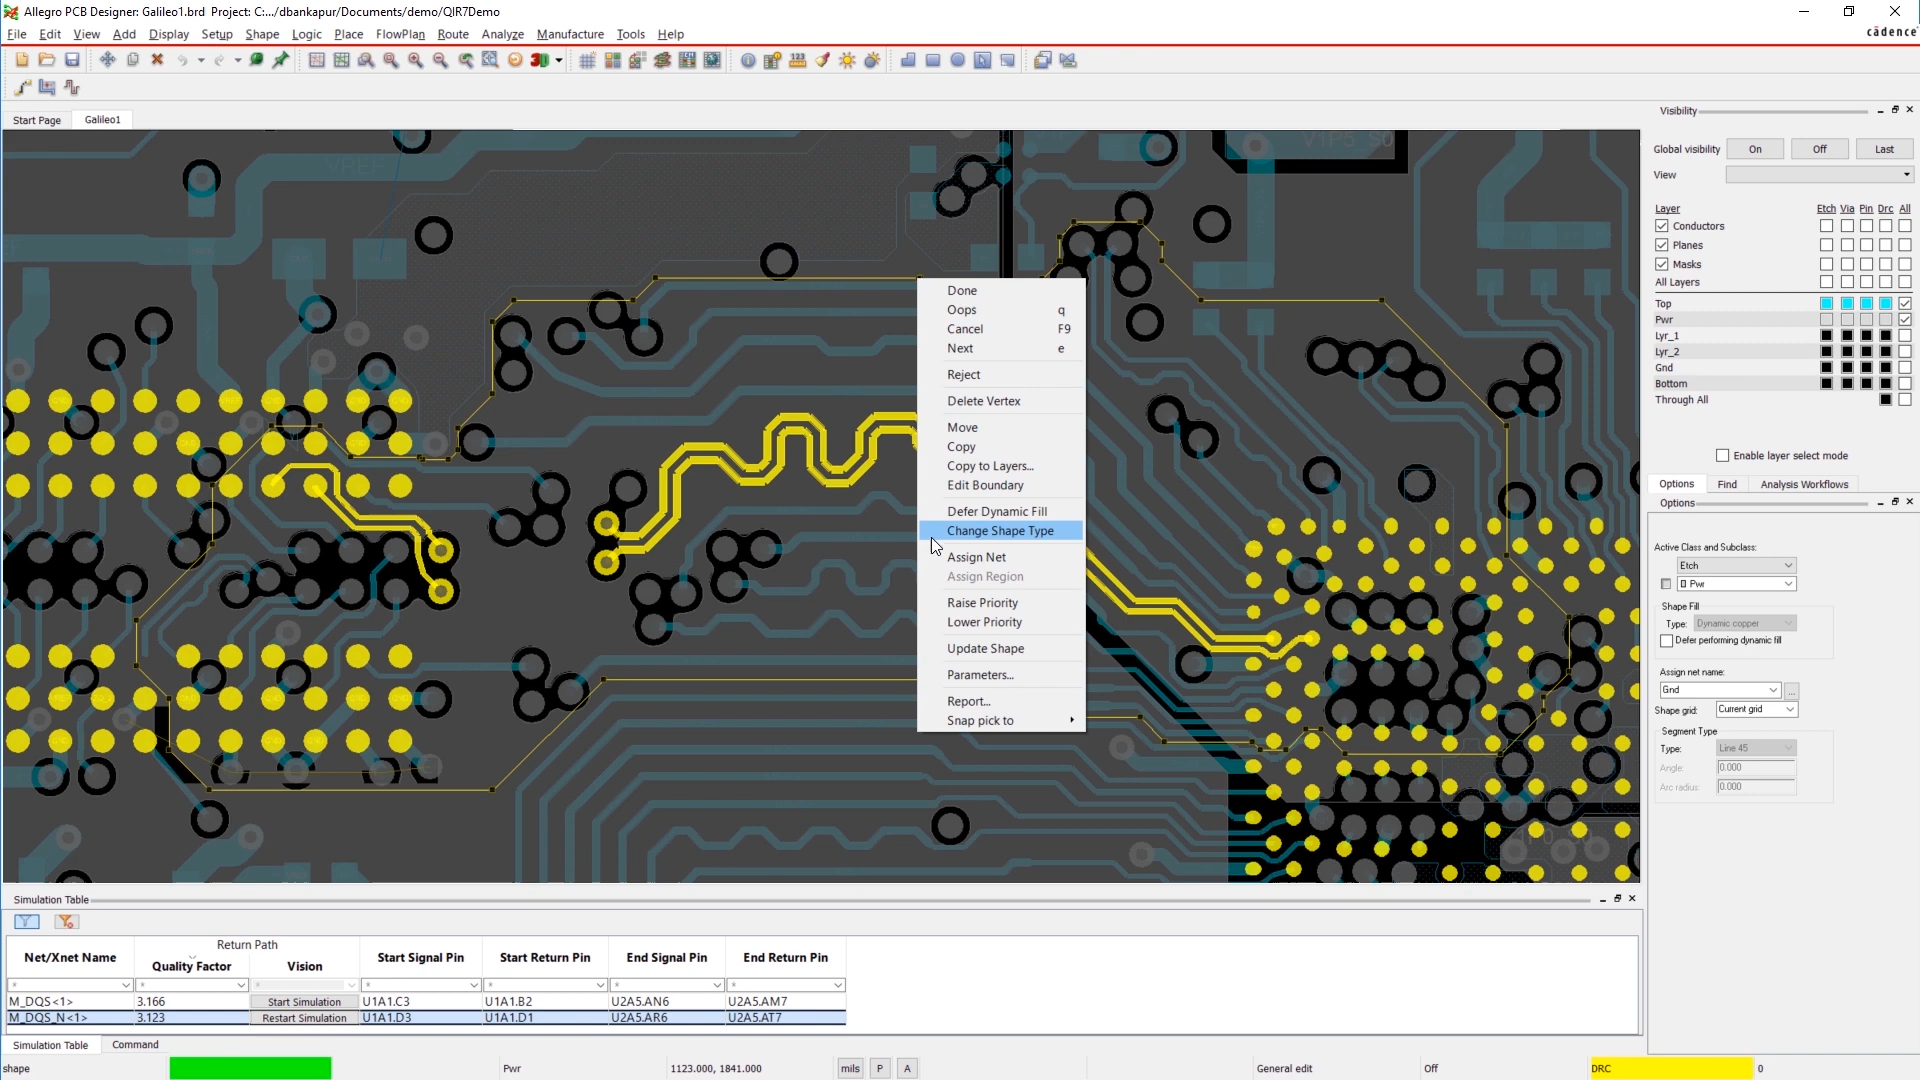 Allegro PCB Designer: Galileo1.brd  Project: C:.../dbankapur/Documents/demo/QIR7Demo
File Edit View Add Display Setup Shape Logic Place FlowPlan Route Analyze Manufacture Tools Help
cādence
3D
Start Page Galileo1
VREF
V1P5_S0
Done
Oops q
Cancel F9
Next e
Reject
Delete Vertex
Move
Copy
Copy to Layers...
Edit Boundary
Defer Dynamic Fill
Change Shape Type
Assign Net
Assign Region
Raise Priority
Lower Priority
Update Shape
Parameters...
Report...
Snap pick to
Visibility
Global visibility On Off Last
View
Layer Etch Via Pin Drc All
Conductors
Planes
Masks
All Layers
Top
Pwr
Lyr_1
Lyr_2
Gnd
Bottom
Through All
Enable layer select mode
Options Find Analysis Workflows
Options
Active Class and Subclass:
Etch
Pwr
Shape Fill
Type: Dynamic copper
Defer performing dynamic fill
Assign net name:
Gnd ...
Shape grid: Current grid
Segment Type
Type: Line 45
Angle: 0.000
Arc radius: 0.000
Simulation Table
Return Path
Net/Xnet Name Quality Factor Vision Start Signal Pin Start Return Pin End Signal Pin End Return Pin
* * * * * * *
M_DQS<1> 3.166 Start Simulation U1A1.C3 U1A1.B2 U2A5.AN6 U2A5.AM7
M_DQS_N<1> 3.123 Restart Simulation U1A1.D3 U1A1.D1 U2A5.AR6 U2A5.AT7
Simulation Table Command
shape Pwr 1123.000, 1841.000 mils P A General edit Off DRC 0